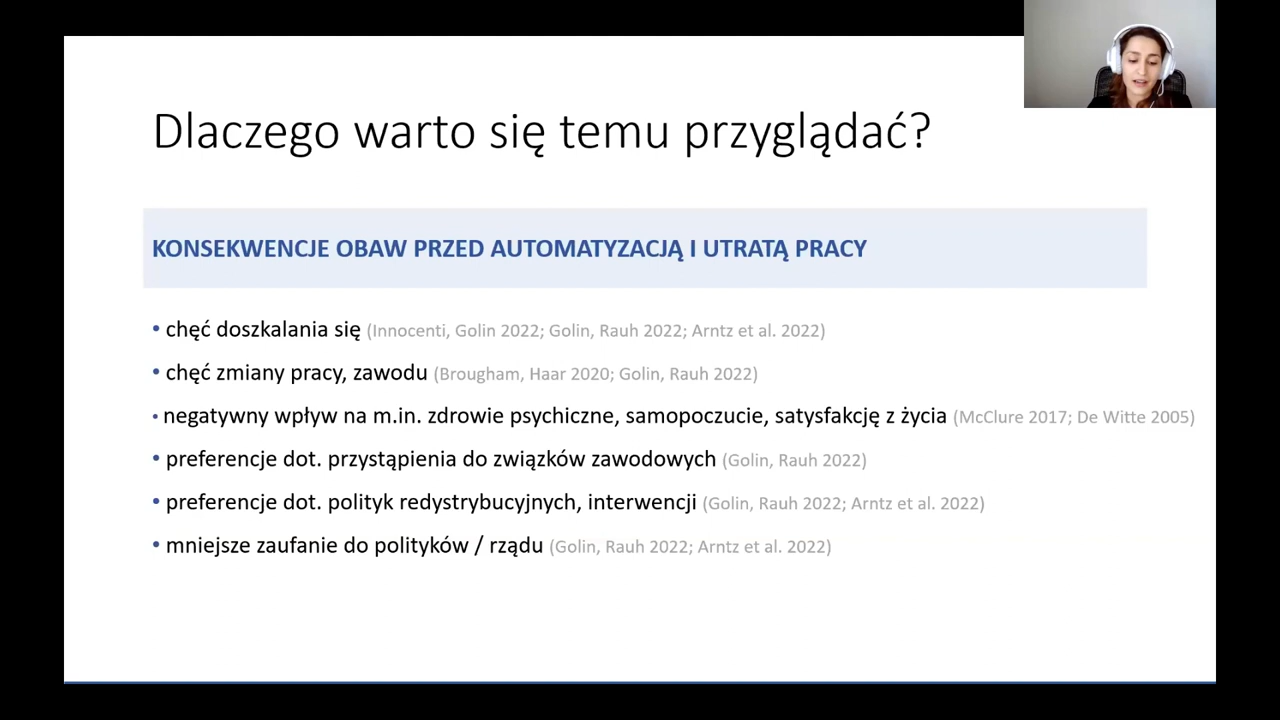 Dlaczego warto się temu przyglądać?
KONSEKWENCJE OBAW PRZED AUTOMATYZACJĄ I UTRATĄ PRACY
• chęć doszkalania się (Innocenti, Golin 2022; Golin, Rauh 2022; Arntz et al. 2022)
• chęć zmiany pracy, zawodu (Brougham, Haar 2020; Golin, Rauh 2022)
• negatywny wpływ na m.in. zdrowie psychiczne, samopoczucie, satysfakcję z życia (McClure 2017; De Witte 2005)
• preferencje dot. przystąpienia do związków zawodowych (Golin, Rauh 2022)
• preferencje dot. polityk redystrybucyjnych, interwencji (Golin, Rauh 2022; Arntz et al. 2022)
• mniejsze zaufanie do polityków / rządu (Golin, Rauh 2022; Arntz et al. 2022)